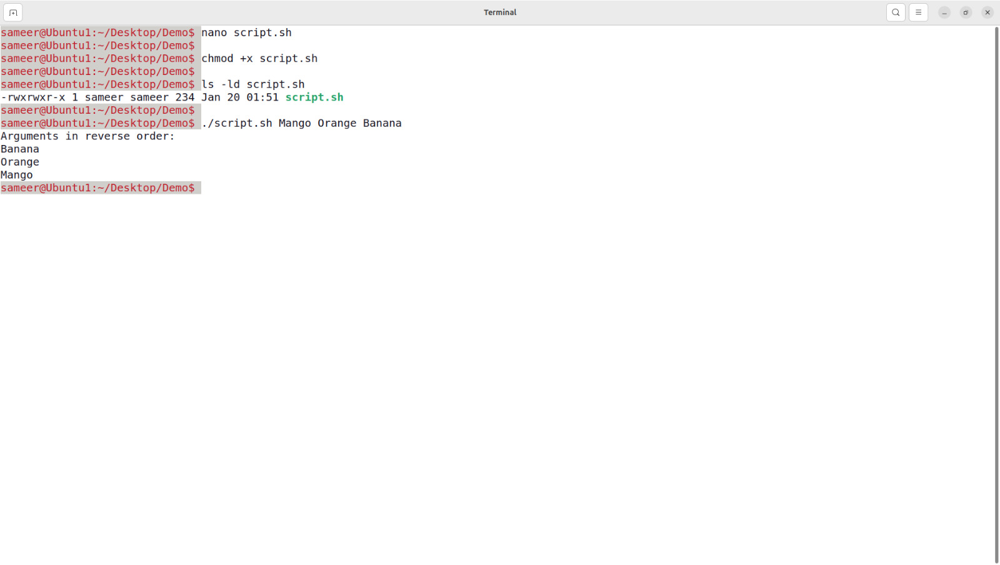 Terminal
sameer@Ubuntu1:~/Desktop/Demo$ nano script.sh
sameer@Ubuntu1:~/Desktop/Demo$
sameer@Ubuntu1:~/Desktop/Demo$ chmod +x script.sh
sameer@Ubuntu1:~/Desktop/Demo$
sameer@Ubuntu1:~/Desktop/Demo$ ls -ld script.sh
-rwxrwxr-x 1 sameer sameer 234 Jan 20 01:51 script.sh
sameer@Ubuntu1:~/Desktop/Demo$
sameer@Ubuntu1:~/Desktop/Demo$ ./script.sh Mango Orange Banana
Arguments in reverse order:
Banana
Orange
Mango
sameer@Ubuntu1:~/Desktop/Demo$